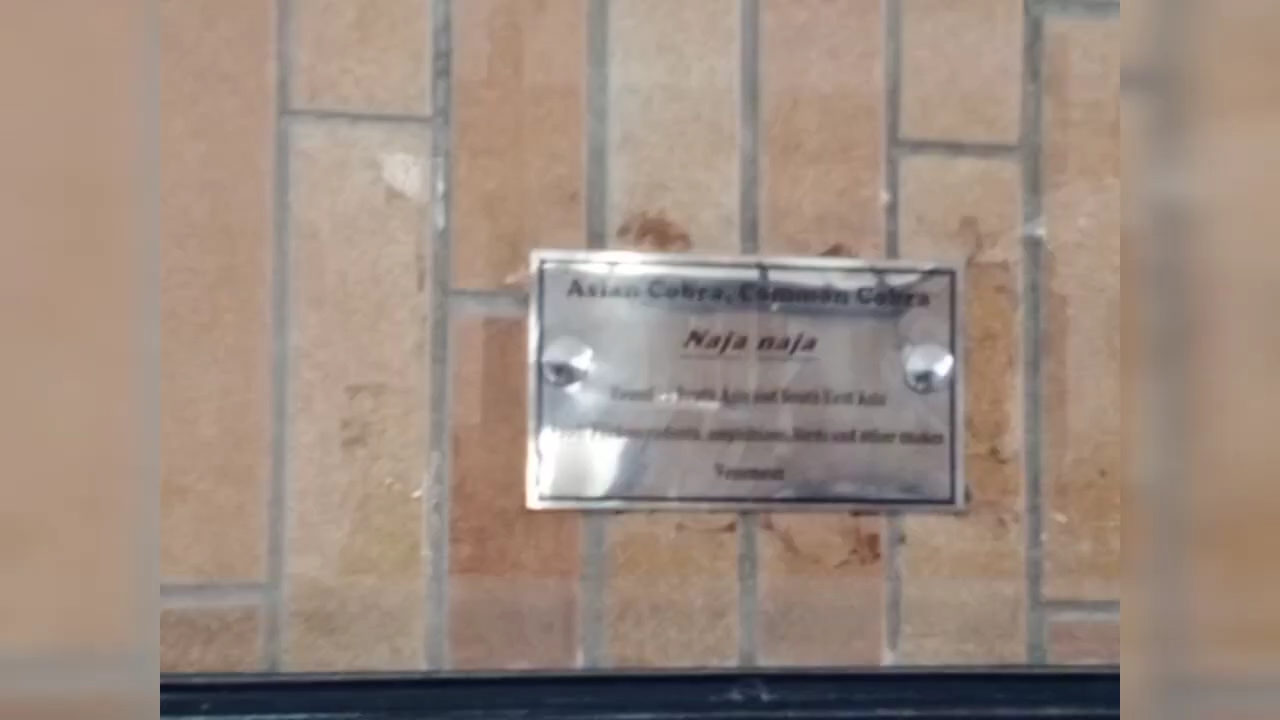 Asian Cobra, Common Cobra
Naja naja
Found in South Asia and South East Asia
rodents, amphibians, birds and other snakes
Venomous